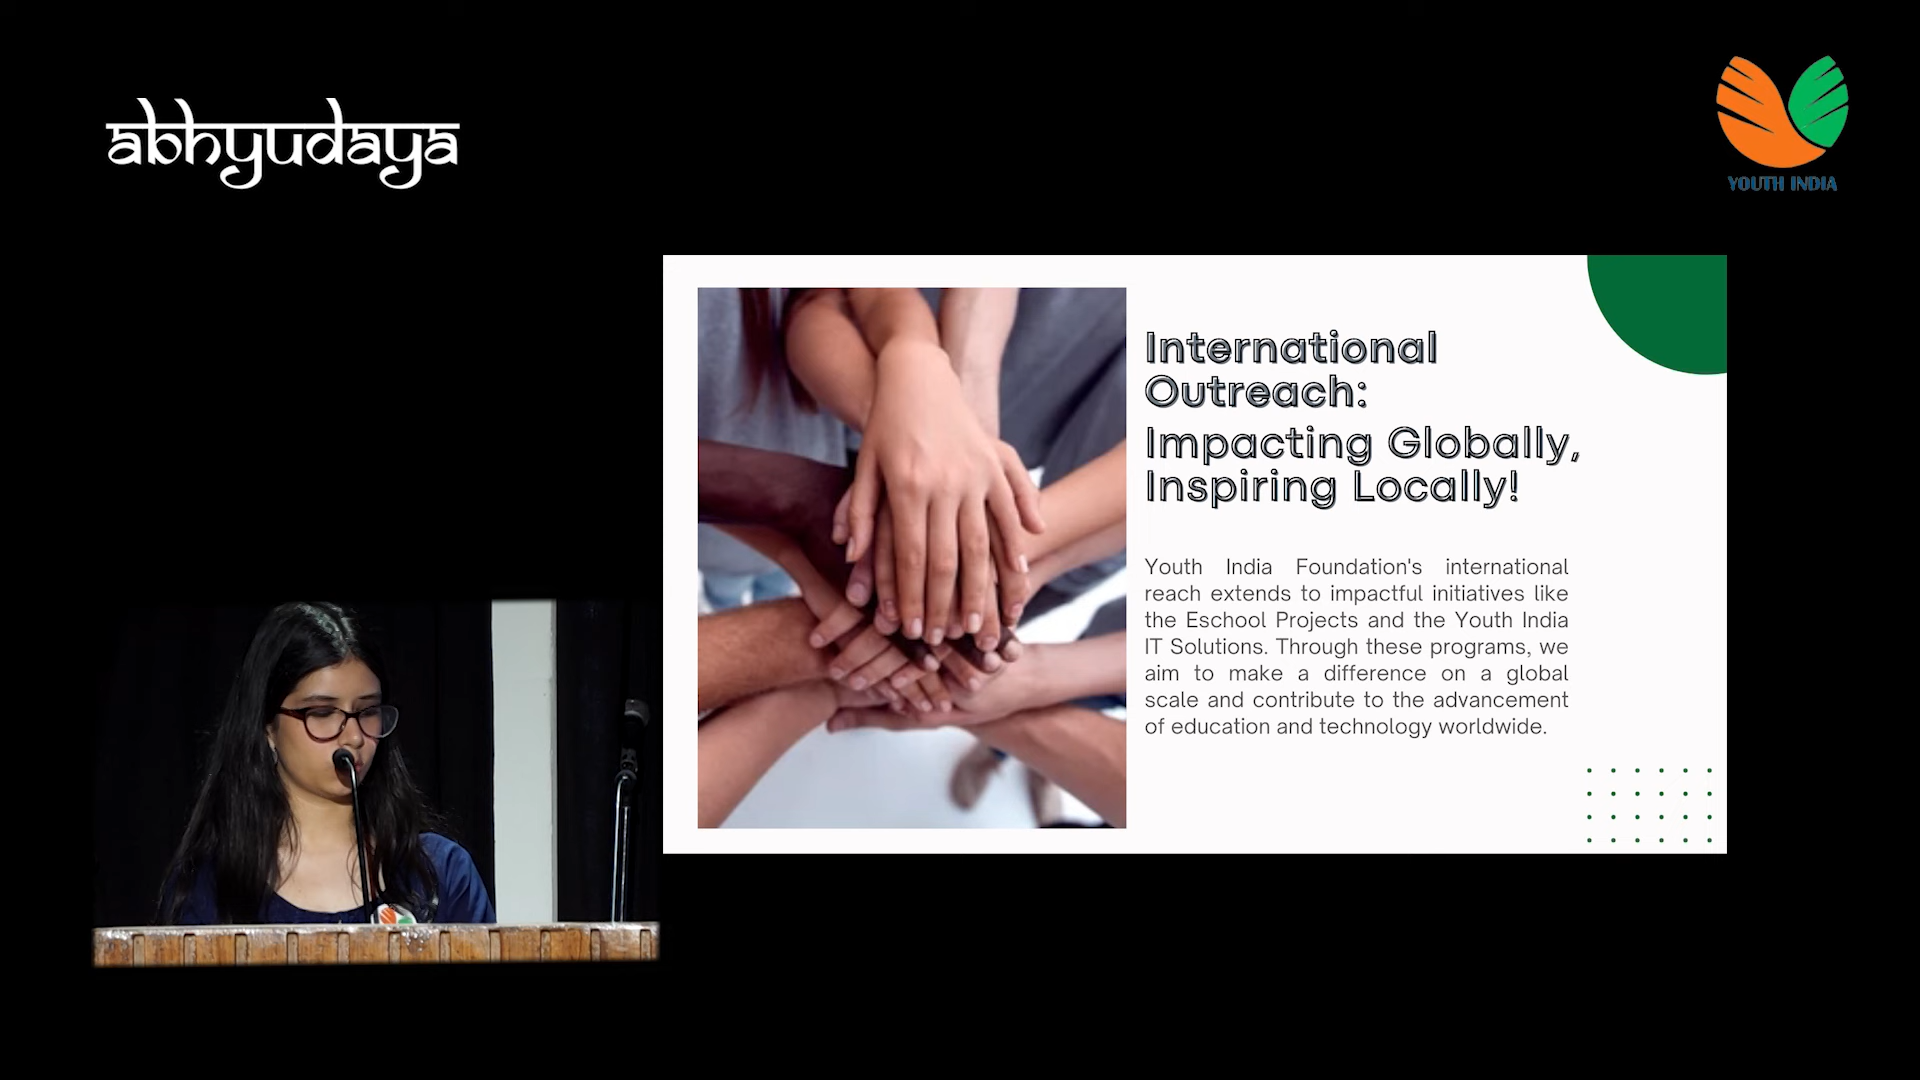 abhyudaya
YOUTH INDIA
International
Outreach:
Impacting Globally,
Inspiring Locally!
Youth India Foundation's international
reach extends to impactful initiatives like
the Eschool Projects and the Youth India
IT Solutions. Through these programs, we
aim to make a difference on a global
scale and contribute to the advancement
of education and technology worldwide.